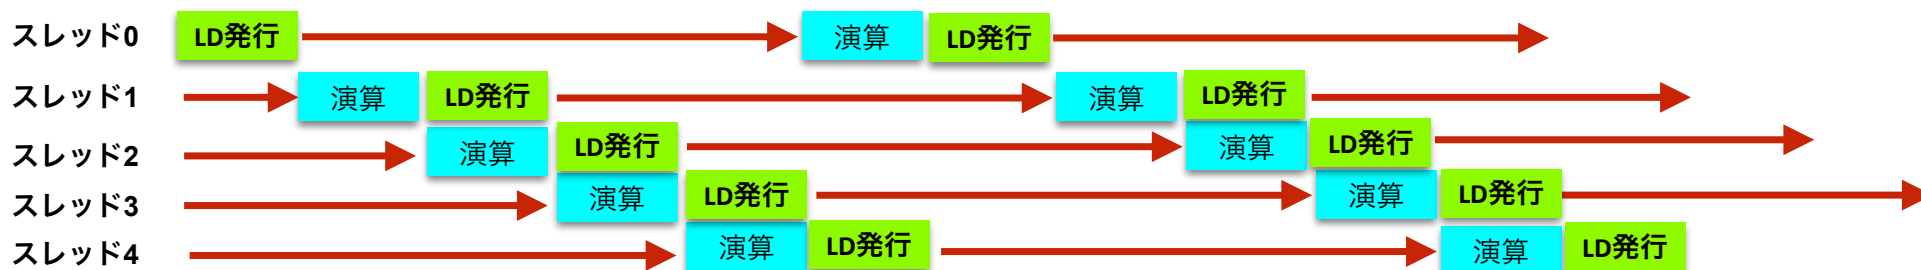 スレッド0 LD発行 演算 LD発行
スレッド1 演算 LD発行 演算 LD発行
スレッド2 演算 LD発行 演算 LD発行
スレッド3 演算 LD発行 演算 LD発行
スレッド4 演算 LD発行 演算 LD発行